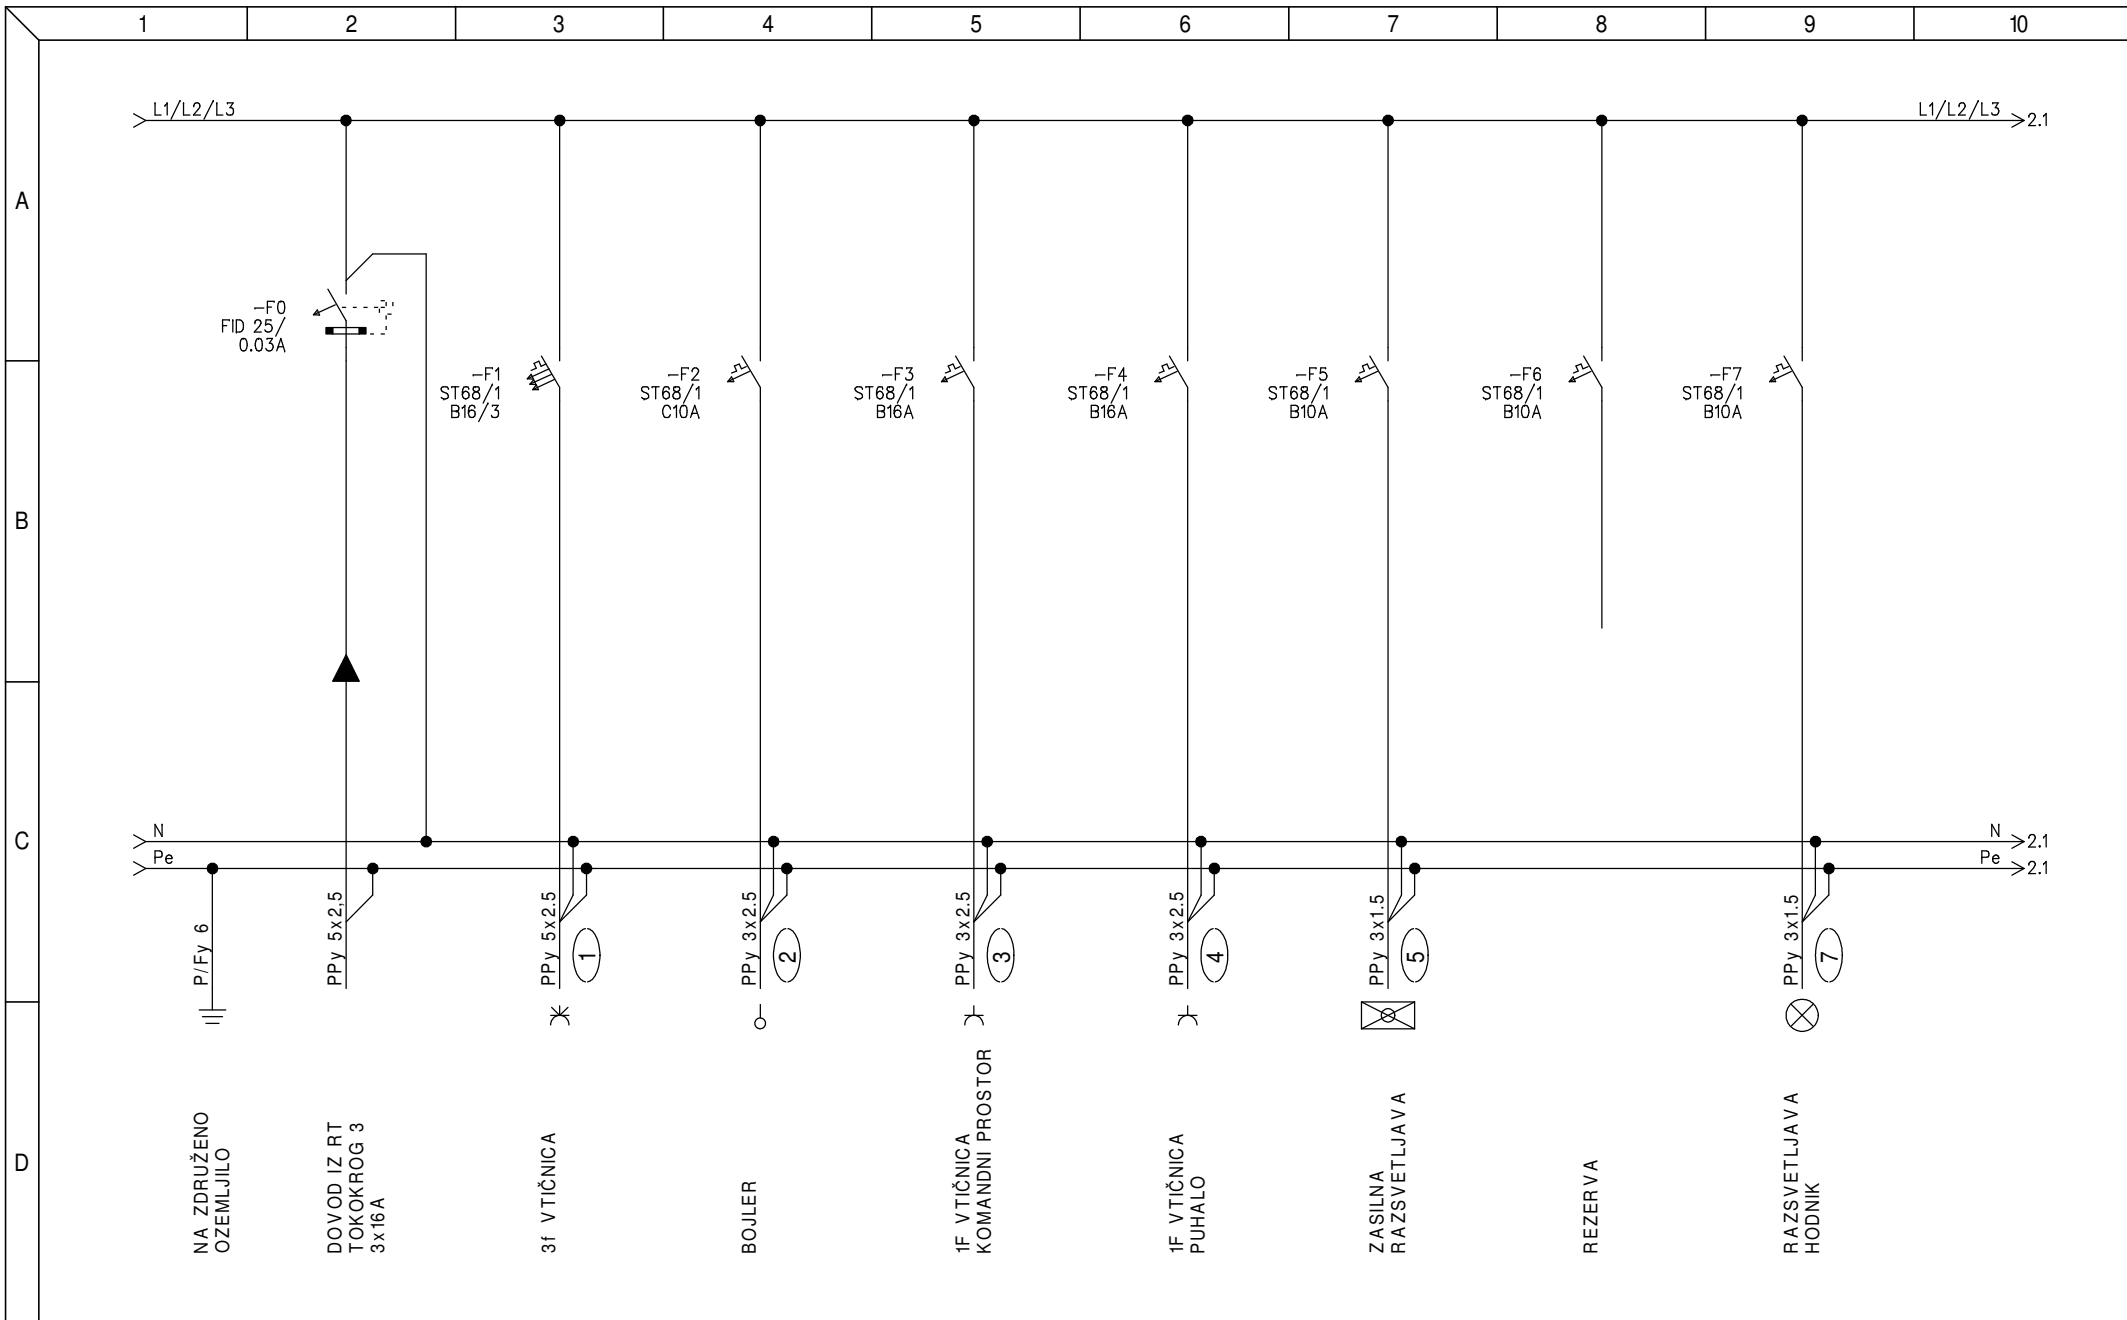 1 2 3 4 5 6 7 8 9 10
A
B
C
D
L1/L2/L3
L1/L2/L3 2.1
-F0
FID 25/
0.03A
-F1
ST68/1
B16/3
-F2
ST68/1
C10A
-F3
ST68/1
B16A
-F4
ST68/1
B16A
-F5
ST68/1
B10A
-F6
ST68/1
B10A
-F7
ST68/1
B10A
N
N 2.1
Pe
Pe 2.1
P/Fy 6
PPy 5x2,5
PPy 5x2.5
1
PPy 3x2.5
2
PPy 3x2.5
3
PPy 3x2.5
4
PPy 3x1.5
5
PPy 3x1.5
7
NA ZDRUŽENO
OZEMLJILO
DOVOD IZ RT
TOKOKROG 3
3x16A
3f VTIČNICA
BOJLER
1F VTIČNICA
KOMANDNI PROSTOR
1F VTIČNICA
PUHALO
ZASILNA
RAZSVETLJAVA
REZERVA
RAZSVETLJAVA
HODNIK